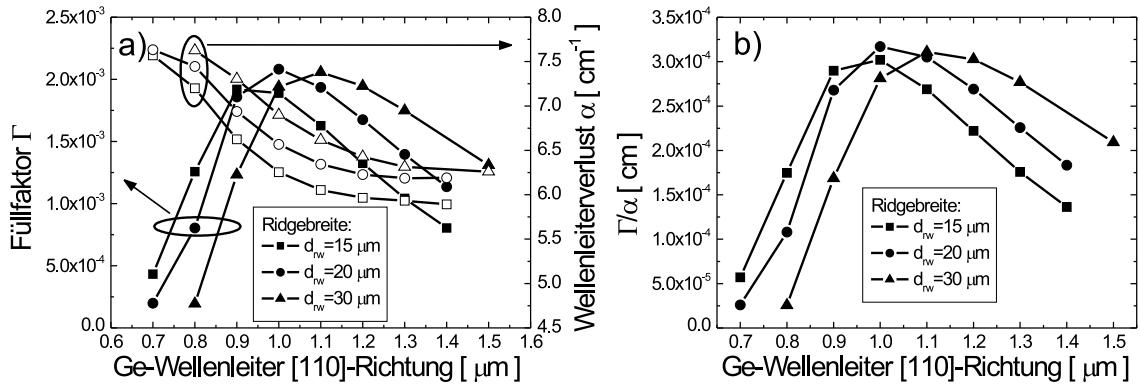 a)
2.5x10⁻³
2.0x10⁻³
1.5x10⁻³
1.0x10⁻³
5.0x10⁻⁴
0.0
Füllfaktor Γ
8.0
7.5
7.0
6.5
6.0
5.5
5.0
4.5
Wellenleiterverlust α [ cm⁻¹]
Ridgebreite:
d_rw=15 µm
d_rw=20 µm
d_rw=30 µm
0.6 0.7 0.8 0.9 1.0 1.1 1.2 1.3 1.4 1.5 1.6
Ge-Wellenleiter [110]-Richtung [ µm]
b)
3.5x10⁻⁴
3.0x10⁻⁴
2.5x10⁻⁴
2.0x10⁻⁴
1.5x10⁻⁴
1.0x10⁻⁴
5.0x10⁻⁵
0.0
Γ/α [ cm]
Ridgebreite:
d_rw=15 µm
d_rw=20 µm
d_rw=30 µm
0.7 0.8 0.9 1.0 1.1 1.2 1.3 1.4 1.5
Ge-Wellenleiter [110]-Richtung [ µm]